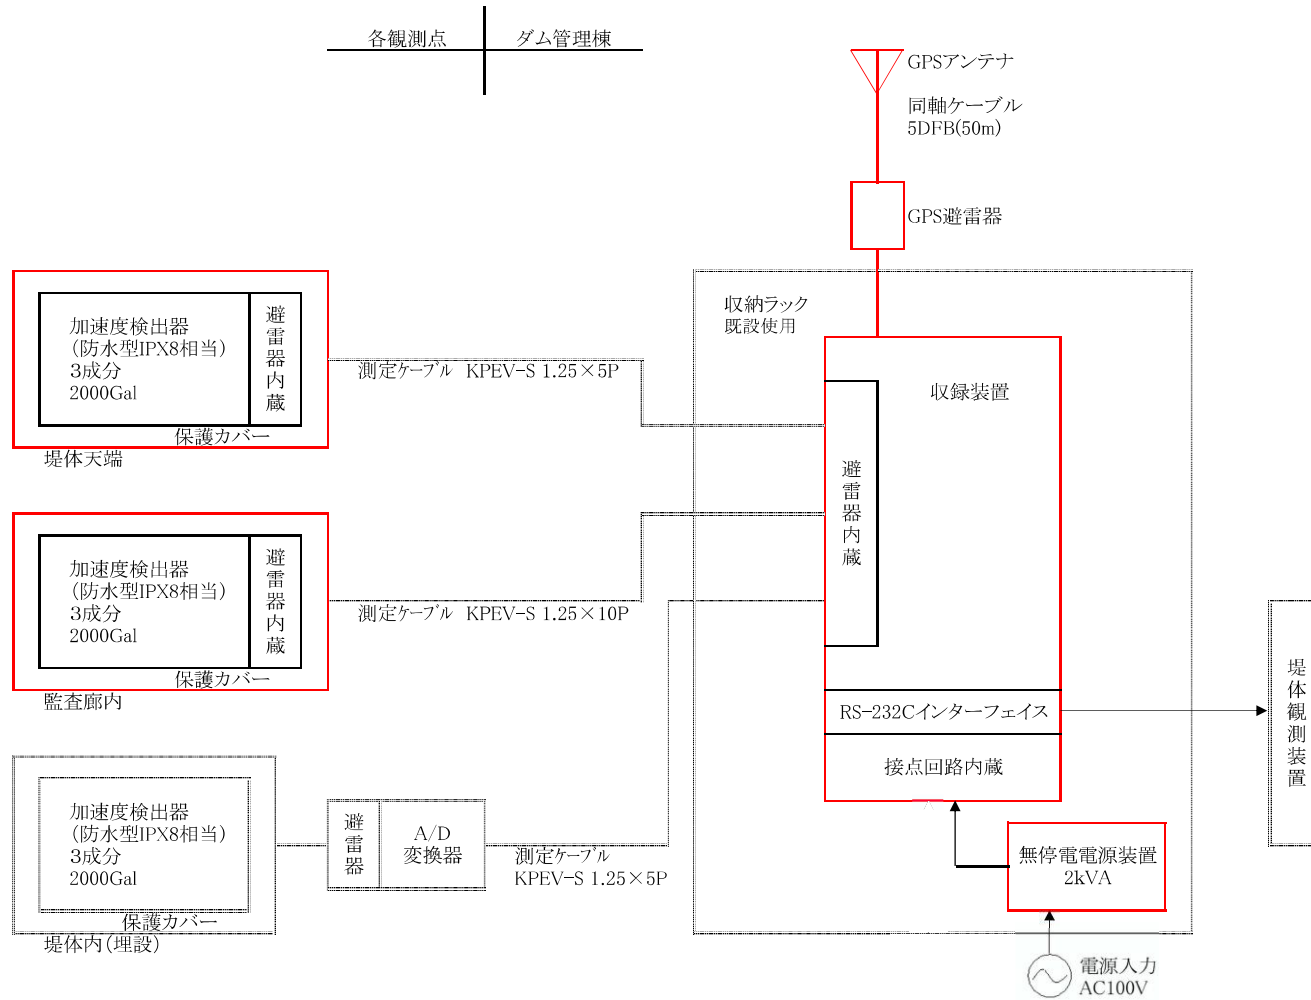 各観測点
ダム管理棟
GPSアンテナ
同軸ケーブル
5DFB(50m)
GPS避雷器
加速度検出器
(防水型IPX8相当)
3成分
2000Gal
避雷器内蔵
保護カバー
堤体天端
測定ケーブル KPEV-S 1.25×5P
収納ラック
既設使用
収録装置
避雷器内蔵
加速度検出器
(防水型IPX8相当)
3成分
2000Gal
避雷器内蔵
保護カバー
監査廊内
測定ケーブル KPEV-S 1.25×10P
RS-232Cインターフェイス
接点回路内蔵
堤体観測装置
加速度検出器
(防水型IPX8相当)
3成分
2000Gal
保護カバー
堤体内(埋設)
避雷器
A/D
変換器
測定ケーブル
KPEV-S 1.25×5P
無停電電源装置
2kVA
電源入力
AC100V